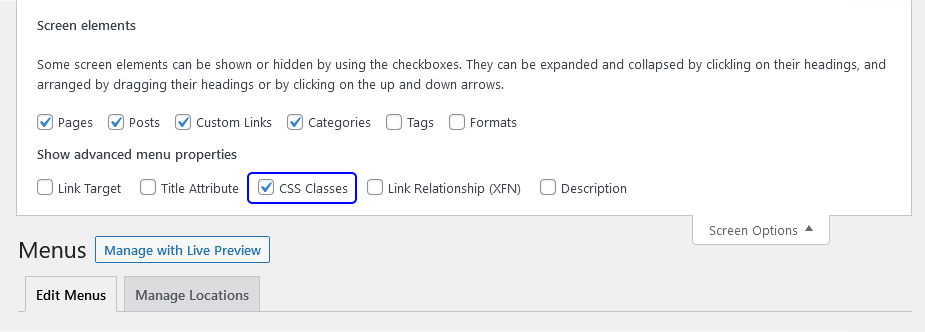 Screen elements
Some screen elements can be shown or hidden by using the checkboxes. They can be expanded and collapsed by clickling on their headings, and
arranged by dragging their headings or by clicking on the up and down arrows.
Pages Posts Custom Links Categories Tags Formats
Show advanced menu properties
Link Target Title Attribute CSS Classes Link Relationship (XFN) Description
Screen Options
Menus Manage with Live Preview
Edit Menus Manage Locations